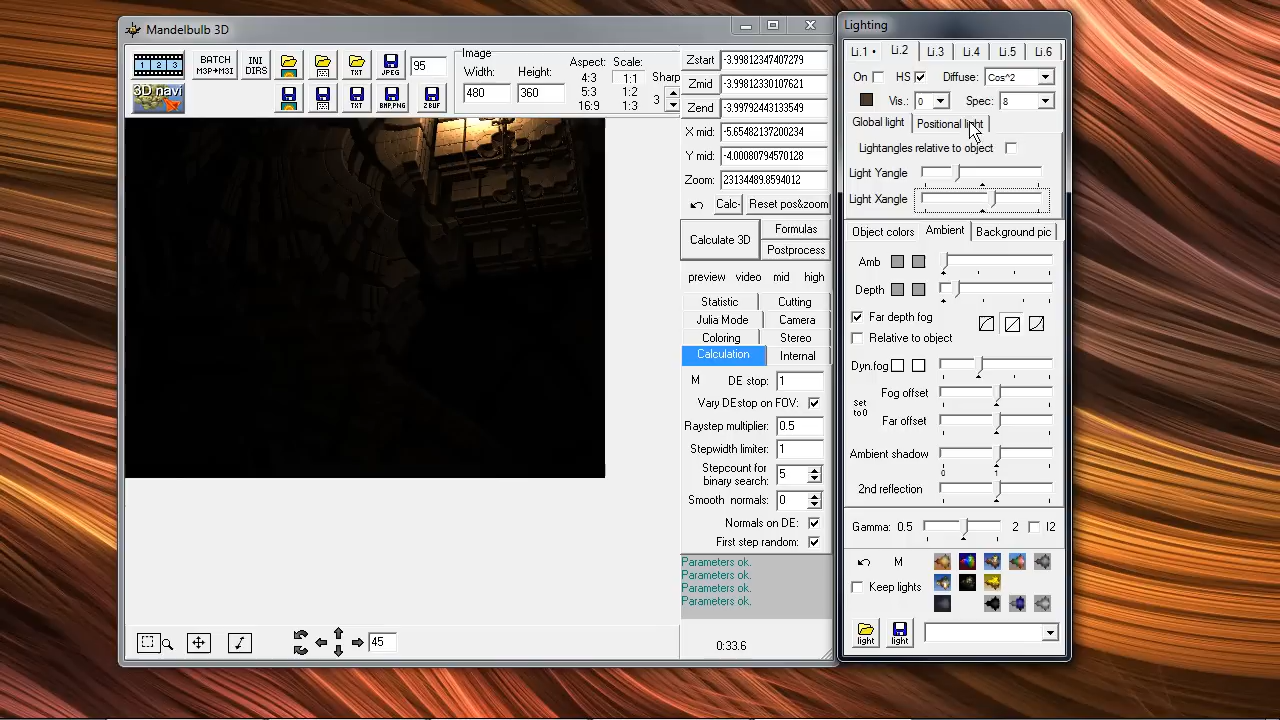 Mandelbulb 3D
1 2 3
BATCH
M3P>M3I
INI
DIRS
TXT
JPEG
95
3D navi
TXT
BMP,PNG
Z BUF
Image
Width:
Height:
480
360
Aspect:
4:3
5:3
16:9
Scale:
1:1
1:2
1:3
Sharp
3
Zstart
-3.99812347407279
Zmid
-3.99812330107561
Zend
-3.99792443133549
X mid:
-5.65482137200234
Y mid:
-4.00080794570128
Zoom:
23134489.8594012
Calc-
Reset pos&zoom
Calculate 3D
Formulas
Postprocess
preview
video
mid
high
Statistic
Cutting
Julia Mode
Camera
Coloring
Stereo
Calculation
Internal
M
DE stop:
1
Vary DEstop on FOV:
Raystep multiplier:
0.5
Stepwidth limiter:
1
Stepcount for
binary search:
5
Smooth normals:
0
Normals on DE:
First step random:
Parameters ok.
Parameters ok.
Parameters ok.
Parameters ok.
0:33.6
45
Lighting
Li.1 •
Li.2
Li.3
Li.4
Li.5
Li.6
On
HS
Diffuse:
Cos^2
Vis.:
0
Spec:
8
Global light
Positional light
Lightangles relative to object
Light Yangle
Light Xangle
Object colors
Ambient
Background pic
Amb
Depth
Far depth fog
Relative to object
Dyn.fog
set
to 0
Fog offset
Far offset
Ambient shadow
0
1
2nd reflection
Gamma:
0.5
2
I2
M
Keep lights
light
light